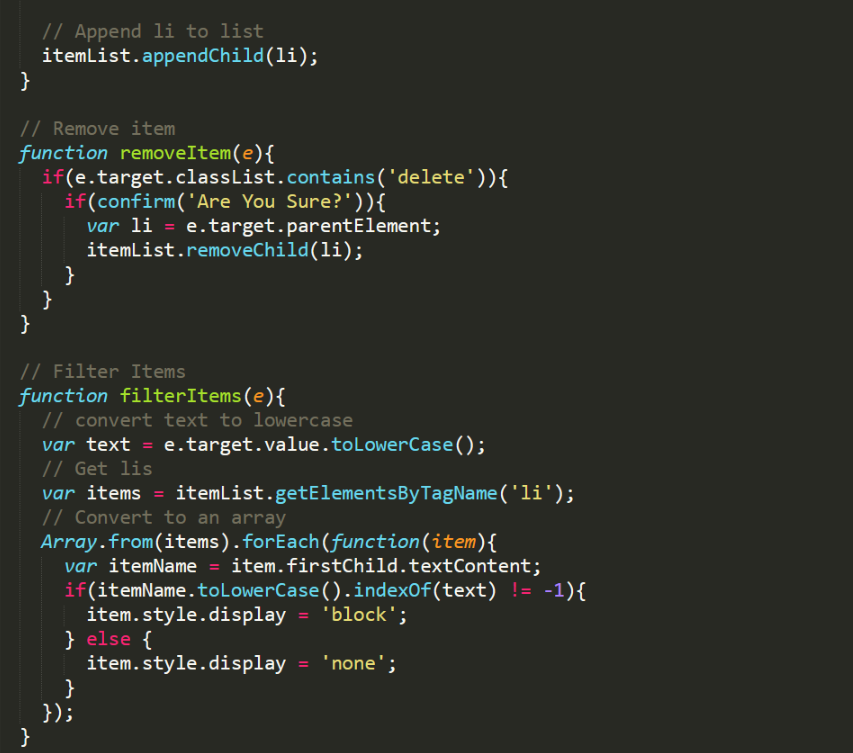 // Append li to list
itemList.appendChild(li);
}
// Remove item
function removeItem(e){
if(e.target.classList.contains('delete')){
if(confirm('Are You Sure?')){
var li = e.target.parentElement;
itemList.removeChild(li);
}
}
}
// Filter Items
function filterItems(e){
// convert text to lowercase
var text = e.target.value.toLowerCase();
// Get lis
var items = itemList.getElementsByTagName('li');
// Convert to an array
Array.from(items).forEach(function(item){
var itemName = item.firstChild.textContent;
if(itemName.toLowerCase().indexOf(text) != -1){
item.style.display = 'block';
} else {
item.style.display = 'none';
}
});
}